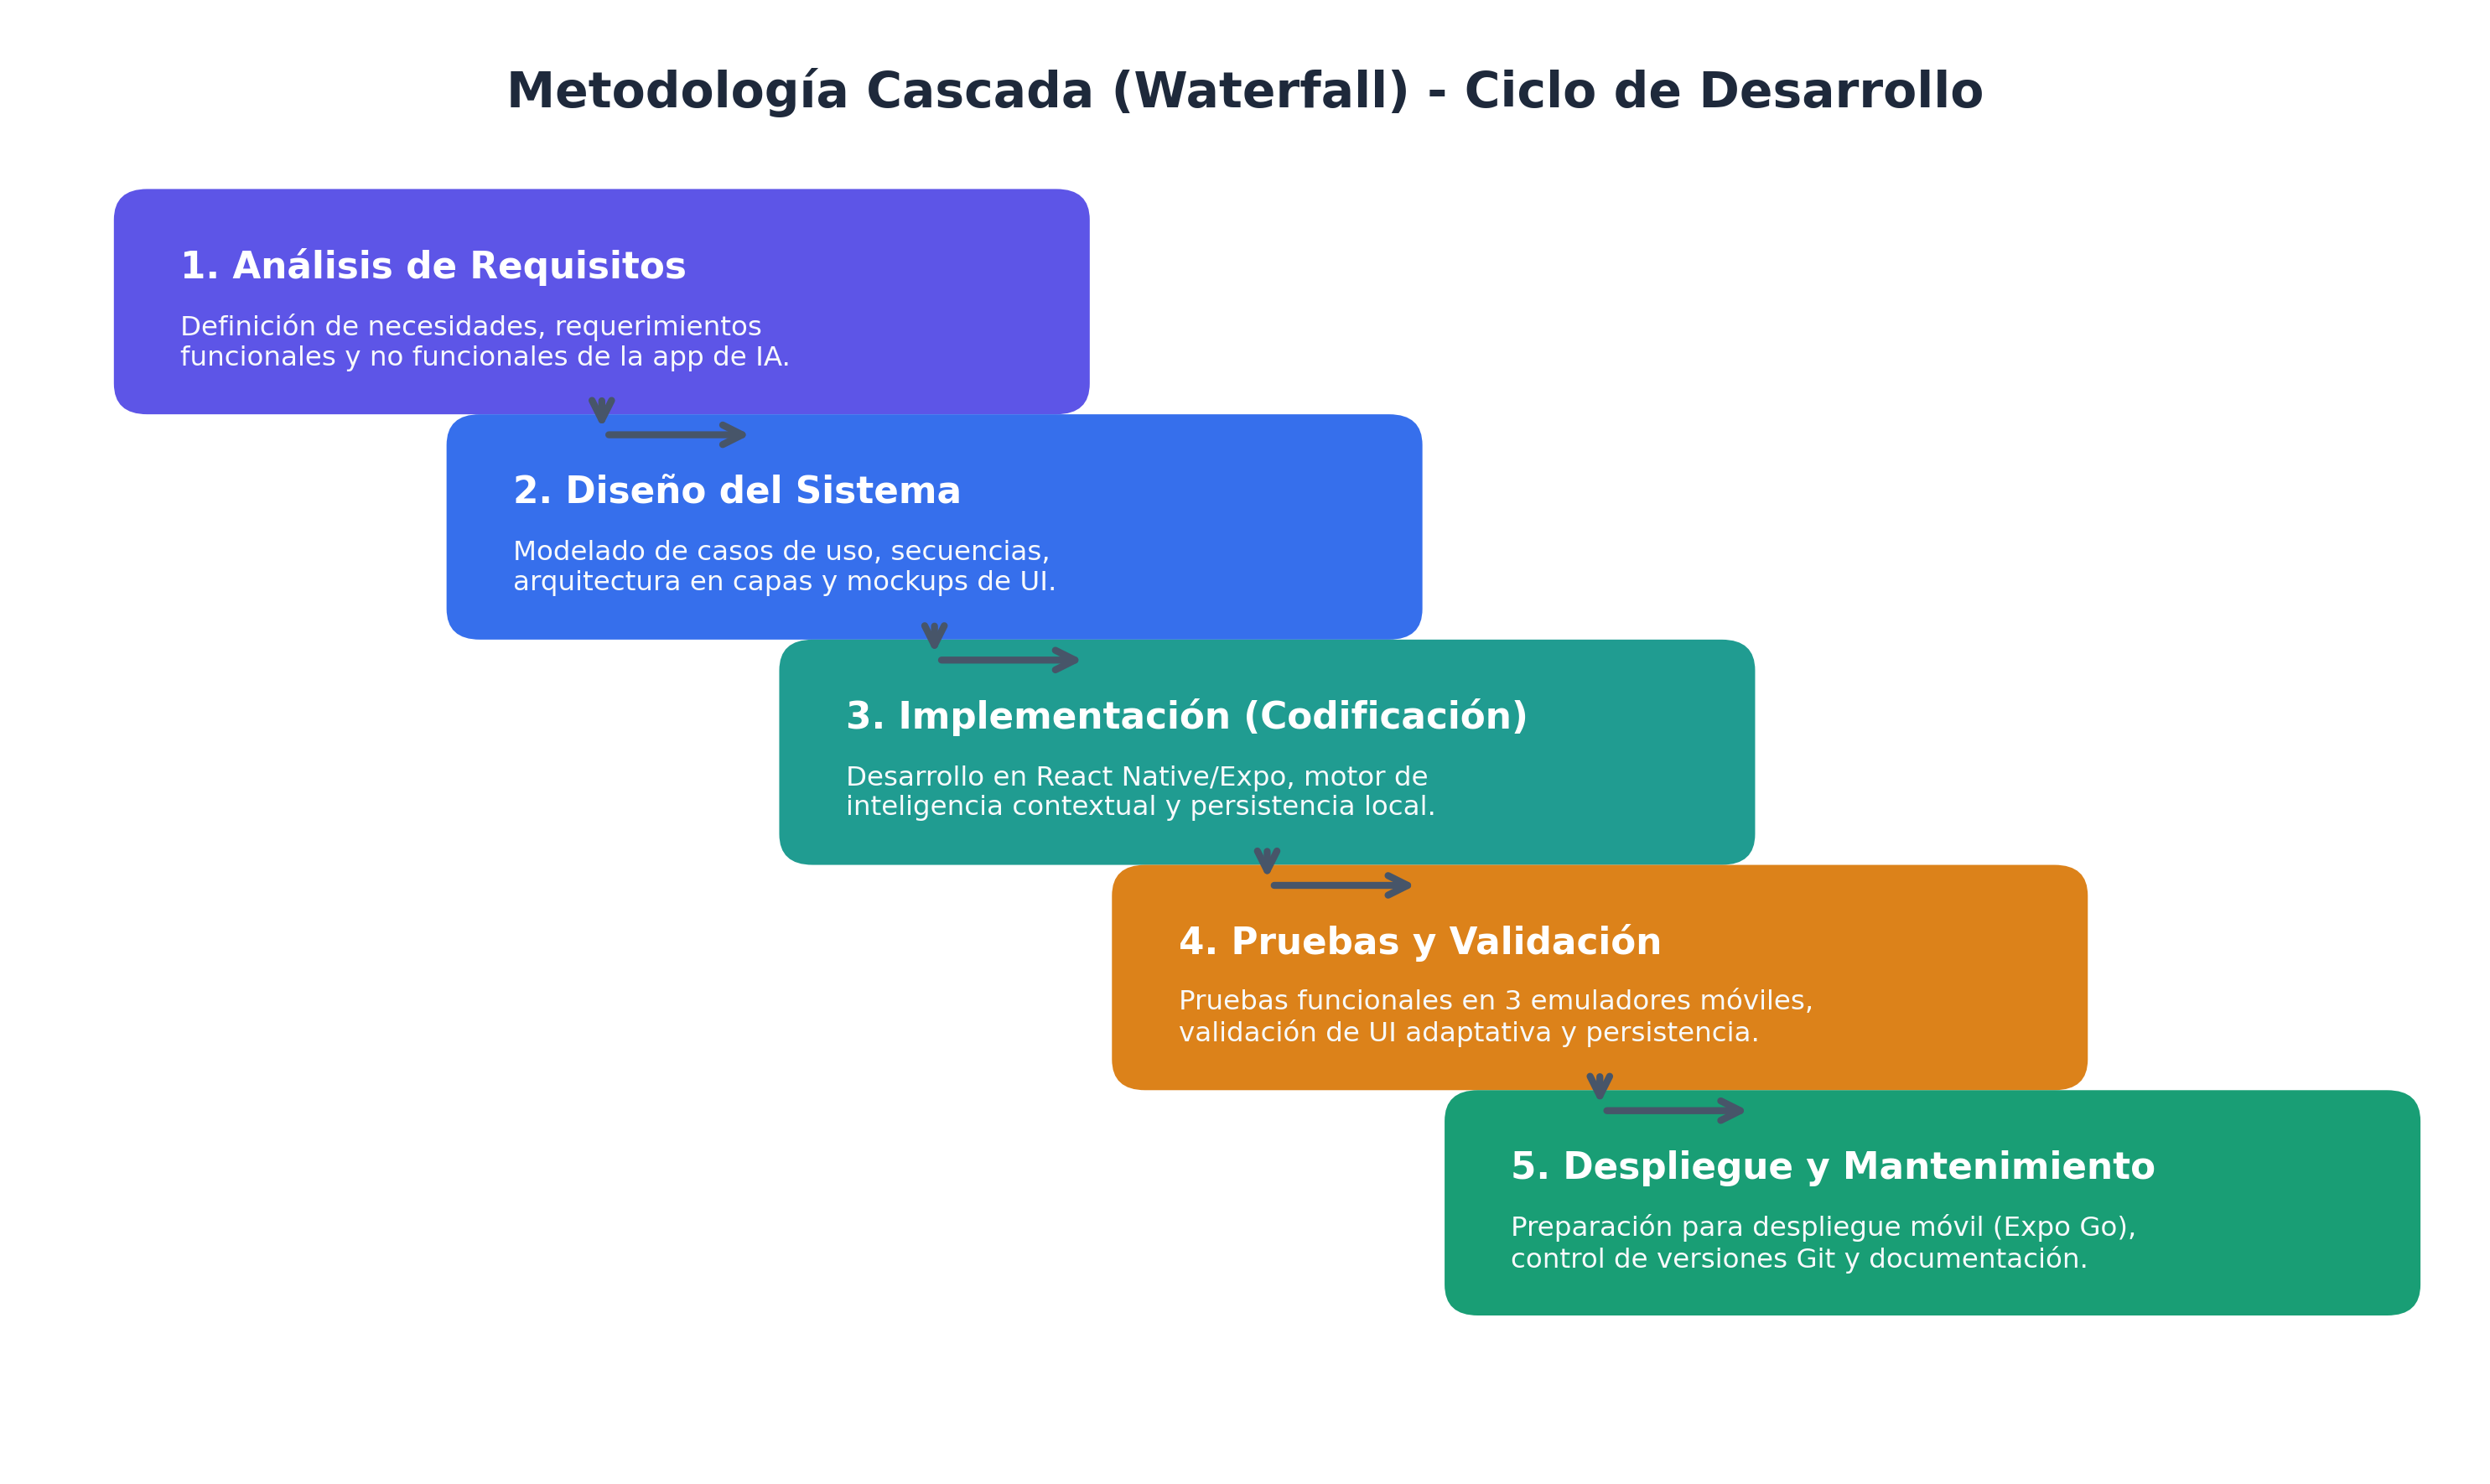 Metodología Cascada (Waterfall) - Ciclo de Desarrollo
1. Análisis de Requisitos
Definición de necesidades, requerimientos
funcionales y no funcionales de la app de IA.
2. Diseño del Sistema
Modelado de casos de uso, secuencias,
arquitectura en capas y mockups de UI.
3. Implementación (Codificación)
Desarrollo en React Native/Expo, motor de
inteligencia contextual y persistencia local.
4. Pruebas y Validación
Pruebas funcionales en 3 emuladores móviles,
validación de UI adaptativa y persistencia.
5. Despliegue y Mantenimiento
Preparación para despliegue móvil (Expo Go),
control de versiones Git y documentación.